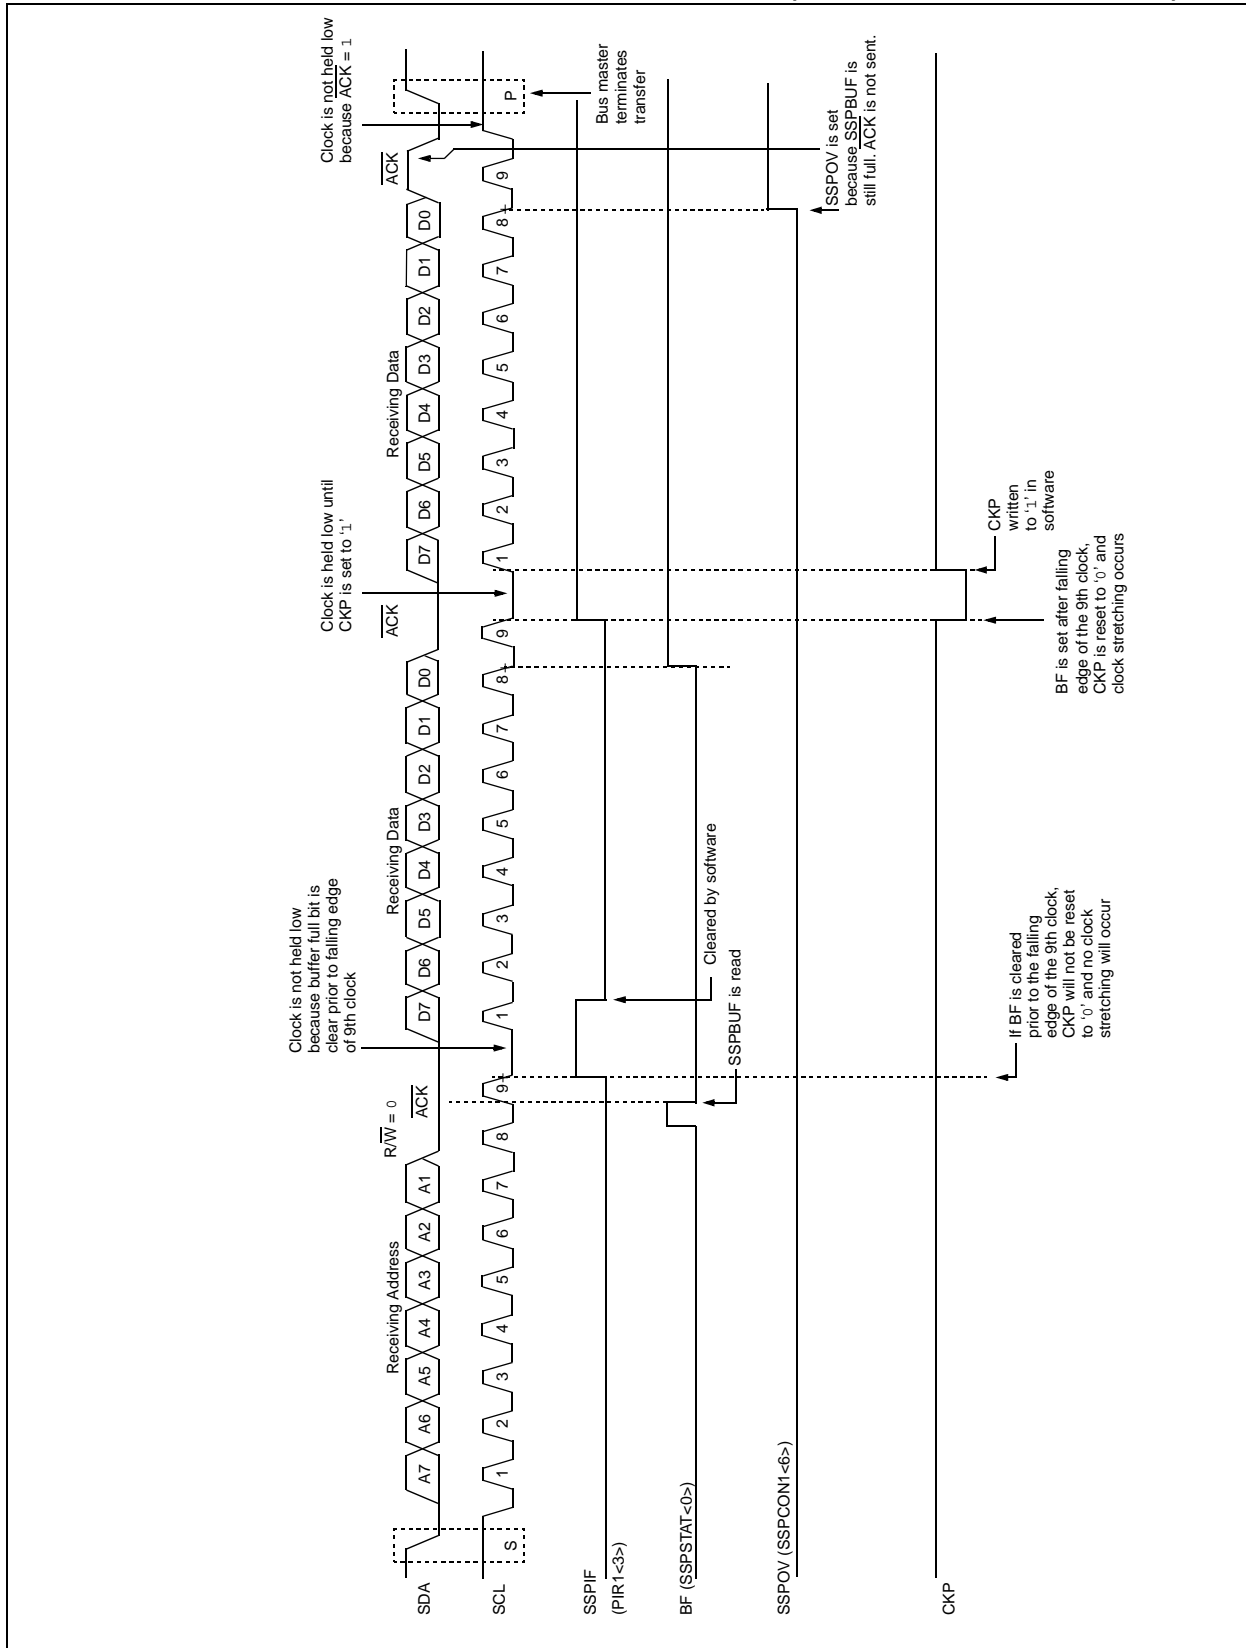 SDA
SCL
SSPIF
(PIR1<3>)
BF (SSPSTAT<0>)
SSPOV (SSPCON1<6>)
CKP
S
Receiving Address
A7 A6 A5 A4 A3 A2 A1
R/W = 0
ACK
1 2 3 4 5 6 7 8 9
Clock is not held low
because buffer full bit is
clear prior to falling edge
of 9th clock
Receiving Data
D7 D6 D5 D4 D3 D2 D1 D0
ACK
1 2 3 4 5 6 7 8 9
Clock is held low until
CKP is set to ‘1’
Receiving Data
D7 D6 D5 D4 D3 D2 D1 D0
ACK
1 2 3 4 5 6 7 8 9
Clock is not held low
because ACK = 1
P
Bus master
terminates
transfer
Cleared by software
SSPBUF is read
SSPOV is set
because SSPBUF is
still full. ACK is not sent.
If BF is cleared
prior to the falling
edge of the 9th clock,
CKP will not be reset
to ‘0’ and no clock
stretching will occur
CKP
written
to ‘1’ in
software
BF is set after falling
edge of the 9th clock,
CKP is reset to ‘0’ and
clock stretching occurs